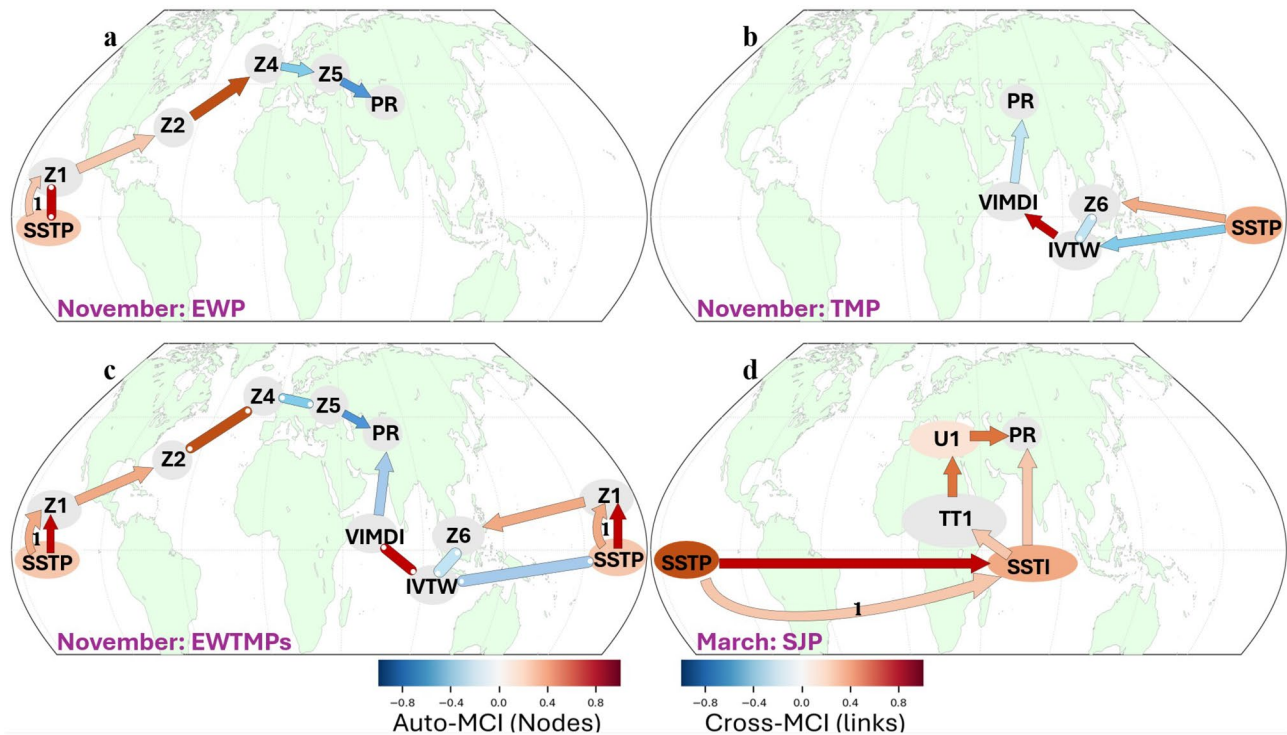 a
Z4
Z5
PR
Z2
Z1
1
SSTP
November: EWP
b
PR
VIMDI
Z6
SSTP
IVTW
November: TMP
c
Z4
Z5
PR
Z2
Z1
Z1
1
SSTP
VIMDI
Z6
1
SSTP
IVTW
November: EWTMPs
d
U1
PR
TT1
SSTP
SSTI
1
March: SJP
−0.8 −0.4 0.0 0.4 0.8
Auto-MCI (Nodes)
−0.8 −0.4 0.0 0.4 0.8
Cross-MCI (links)